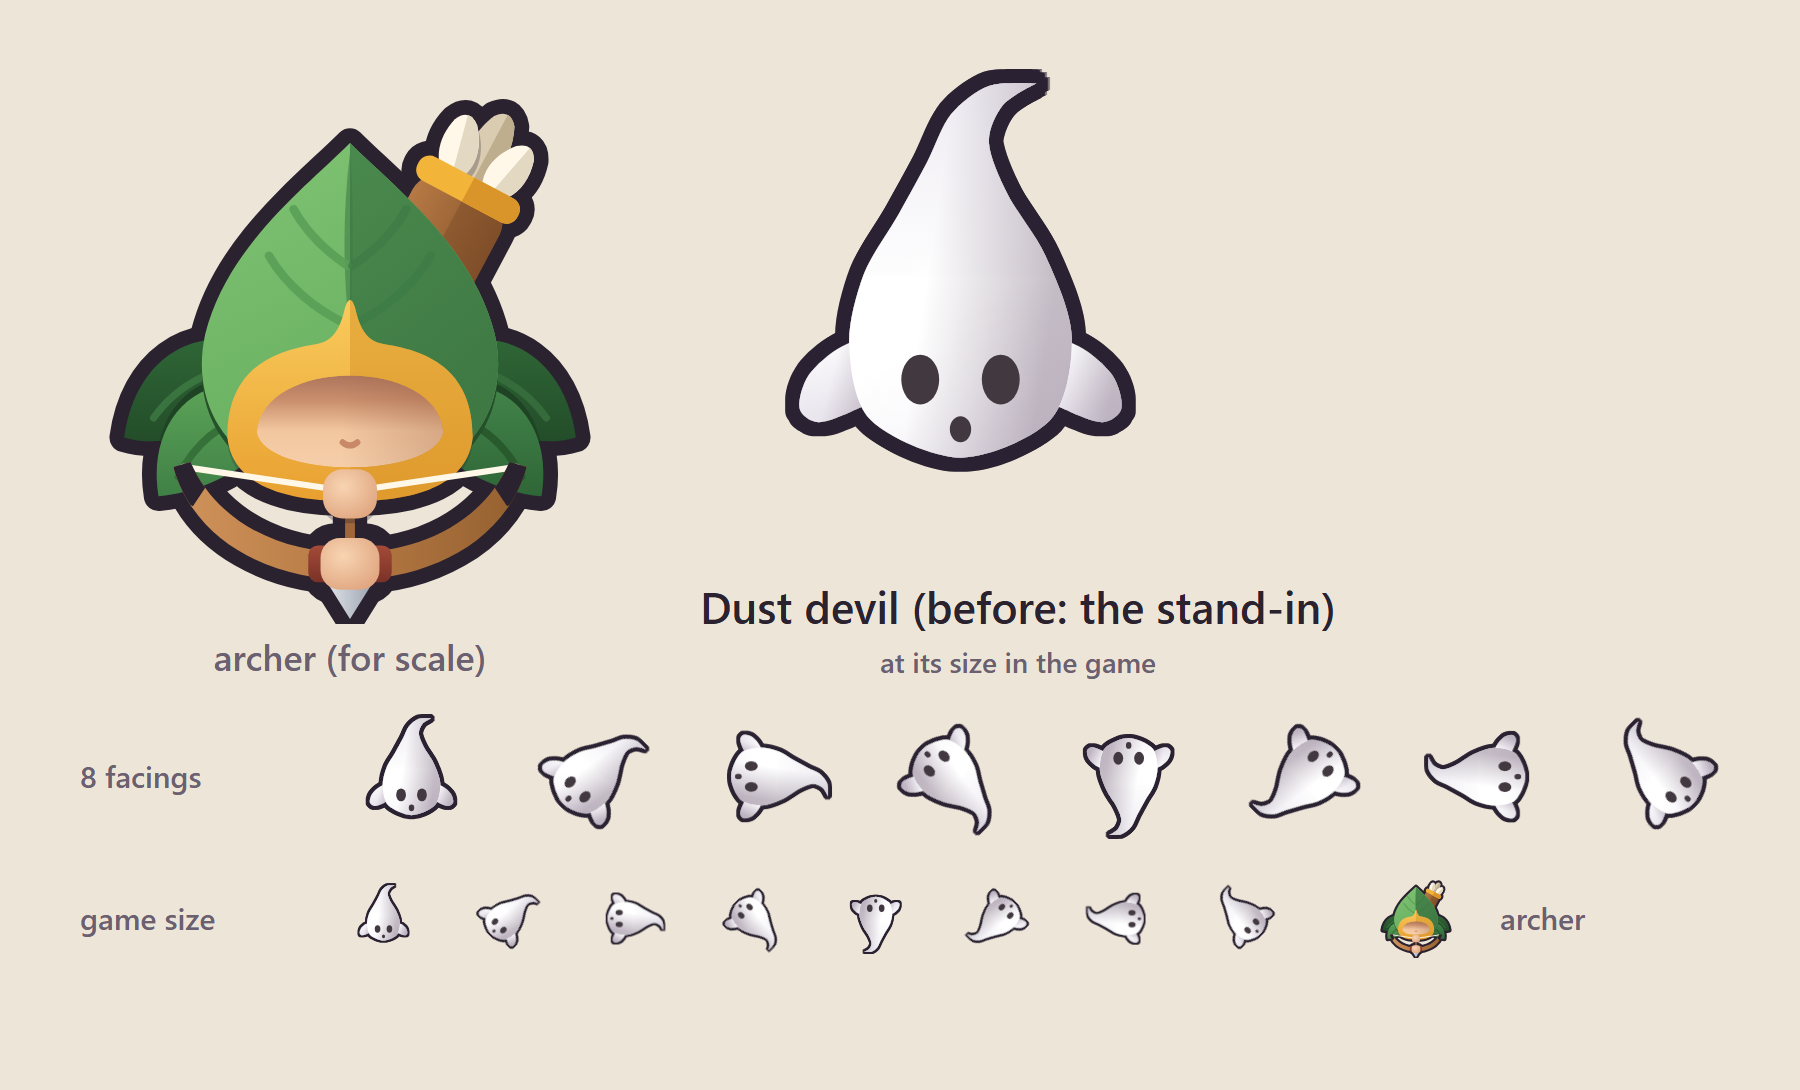 Dust devil (before: the stand-in)
archer (for scale)
at its size in the game
8 facings
game size
archer